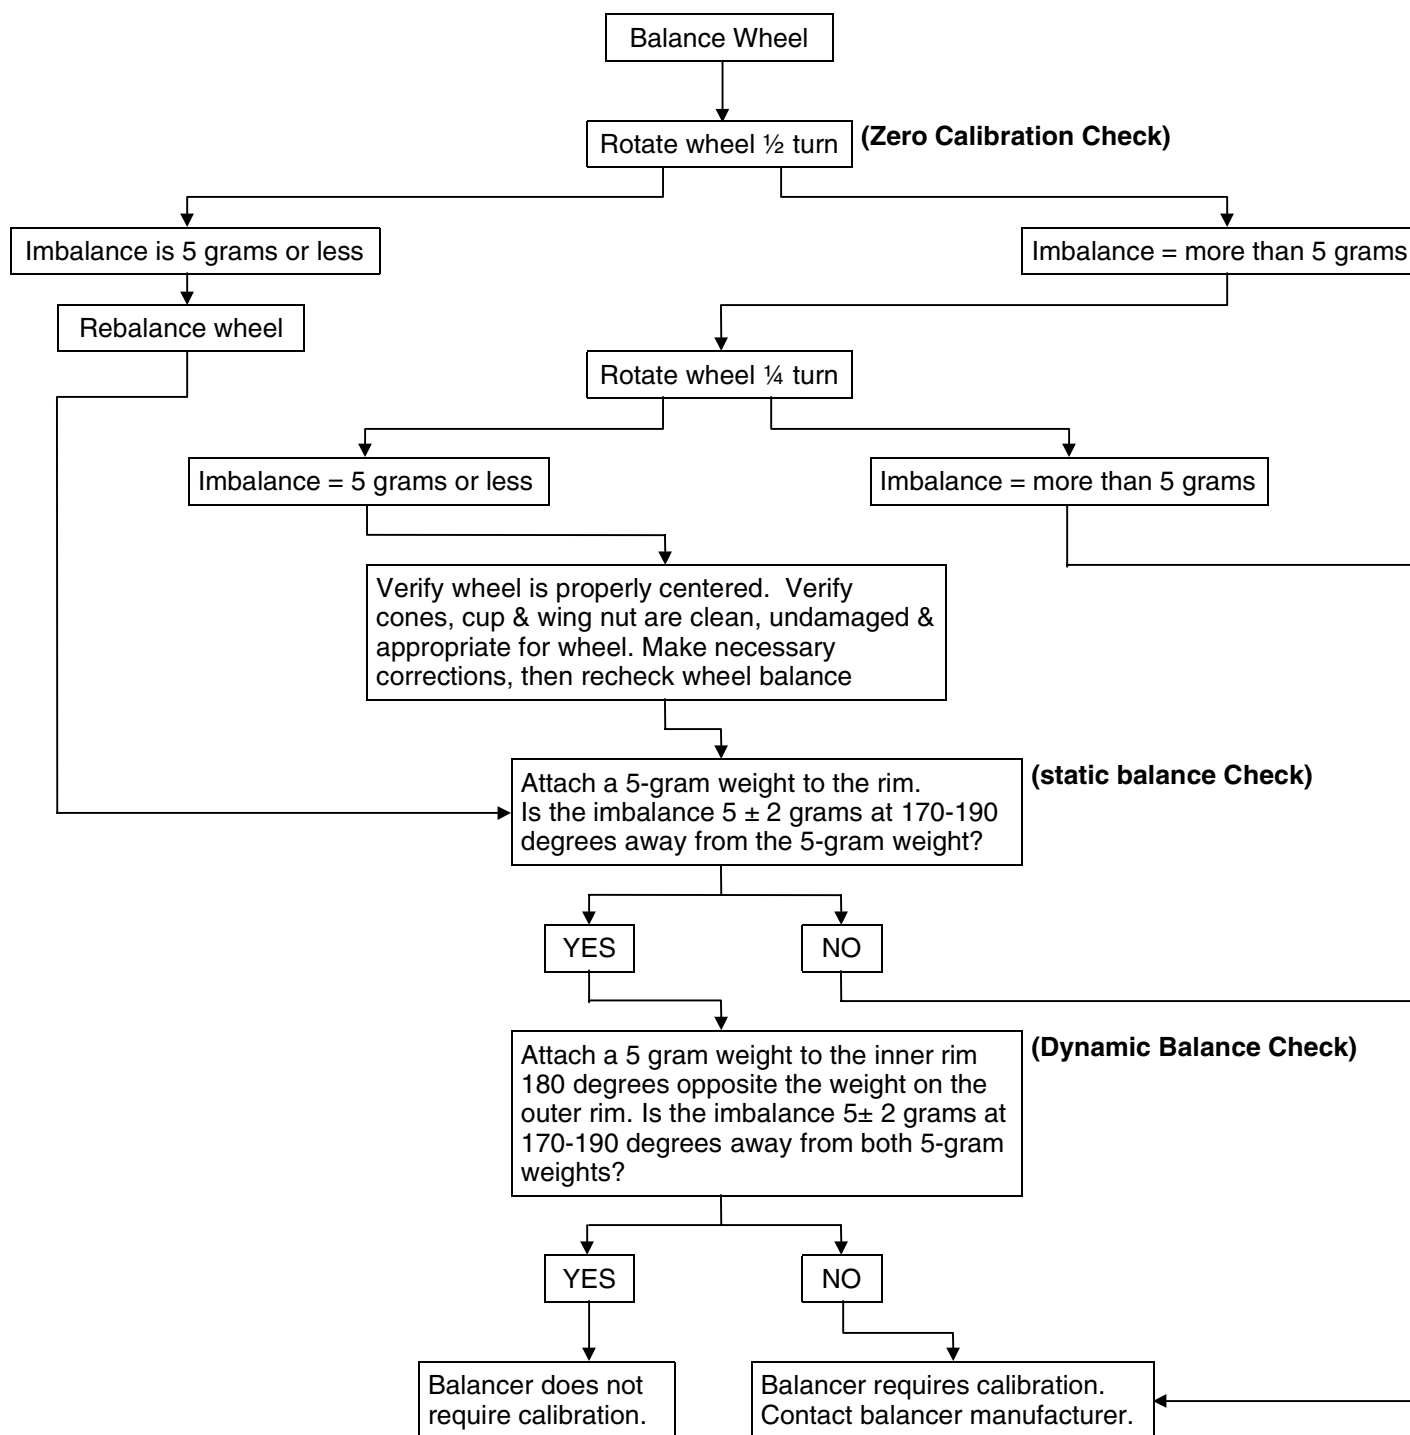 Balance Wheel
Rotate wheel ½ turn
(Zero Calibration Check)
Imbalance is 5 grams or less
Imbalance = more than 5 grams
Rebalance wheel
Rotate wheel ¼ turn
Imbalance = 5 grams or less
Imbalance = more than 5 grams
Verify wheel is properly centered.  Verify
cones, cup & wing nut are clean, undamaged &
appropriate for wheel. Make necessary
corrections, then recheck wheel balance
Attach a 5-gram weight to the rim.
Is the imbalance 5 ± 2 grams at 170-190
degrees away from the 5-gram weight?
(static balance Check)
YES
NO
Attach a 5 gram weight to the inner rim
180 degrees opposite the weight on the
outer rim. Is the imbalance 5± 2 grams at
170-190 degrees away from both 5-gram
weights?
(Dynamic Balance Check)
YES
NO
Balancer does not
require calibration.
Balancer requires calibration.
Contact balancer manufacturer.